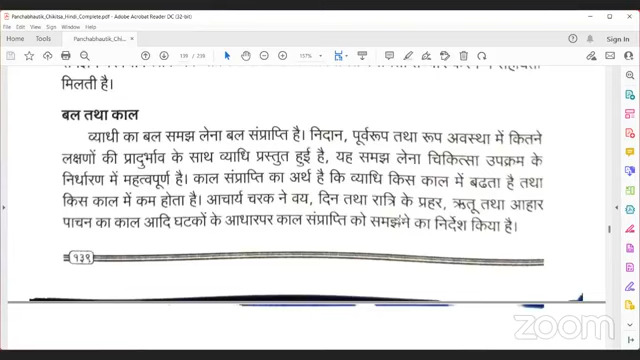 Panchabhautik_Chikitsa_Hindi_Complete.pdf - Adobe Acrobat Reader DC (32-bit)
File Edit View Sign Window Help
Home Tools Panchabhautik_Chik... × Sign In
139 / 239 157%
मिलती है।
बल तथा काल
व्याधी का बल समझ लेना बल संप्राप्ति है। निदान, पूर्वरूप तथा रूप अवस्था में कितने
लक्षणों की प्रादुर्भाव के साथ व्याधि प्रस्तुत हुई है, यह समझ लेना चिकित्सा उपक्रम के
निर्धारण में महत्वपूर्ण है। काल संप्राप्ति का अर्थ है कि व्याधि किस काल में बढता है तथा
किस काल में कम होता है। आचार्य चरक ने वय, दिन तथा रात्रि के प्रहर, ऋतू तथा आहार
पाचन का काल आदि घटकों के आधारपर काल संप्राप्ति को समझने का निर्देश किया है।
१३९
zoom